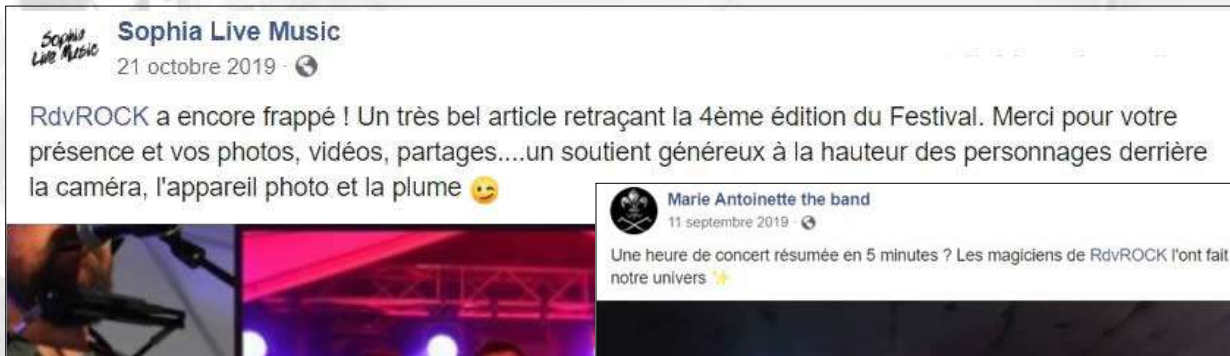 Sophia
Live Music
Sophia Live Music
21 octobre 2019 ·
RdvROCK a encore frappé ! Un très bel article retraçant la 4ème édition du Festival. Merci pour votre
présence et vos photos, vidéos, partages....un soutient généreux à la hauteur des personnages derrière
la caméra, l'appareil photo et la plume 😉
Marie Antoinette the band
11 septembre 2019 ·
Une heure de concert résumée en 5 minutes ? Les magiciens de RdvROCK l'ont fait
notre univers ✨